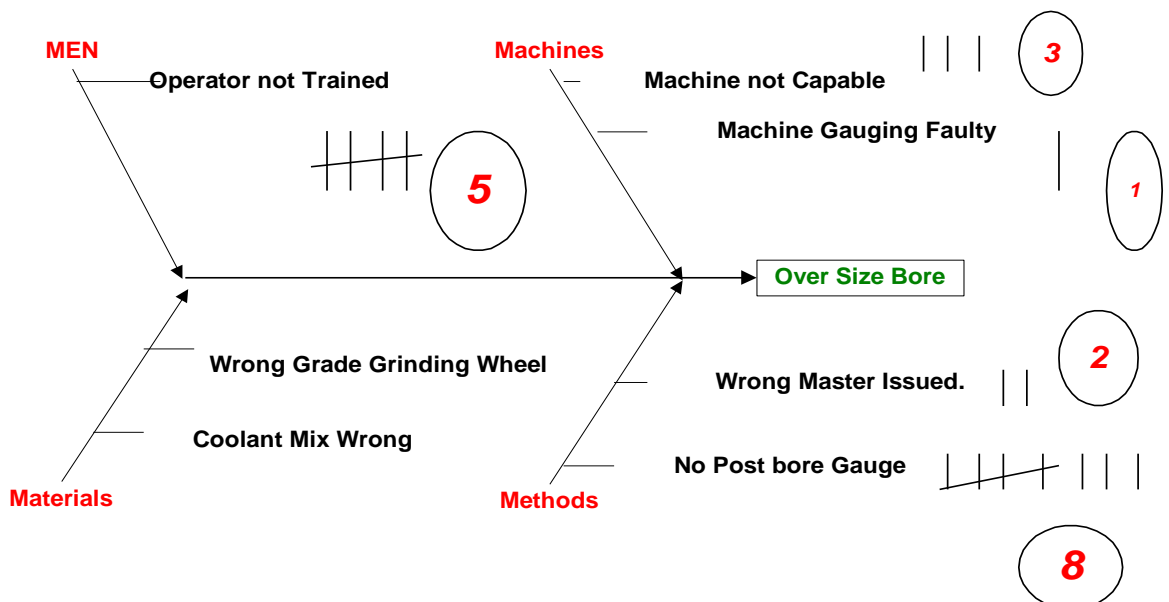 MEN
Machines
3
Operator not Trained
Machine not Capable
Machine Gauging Faulty
5
1
Over Size Bore
2
Wrong Grade Grinding Wheel
Wrong Master Issued.
Coolant Mix Wrong
No Post bore Gauge
Materials
Methods
8